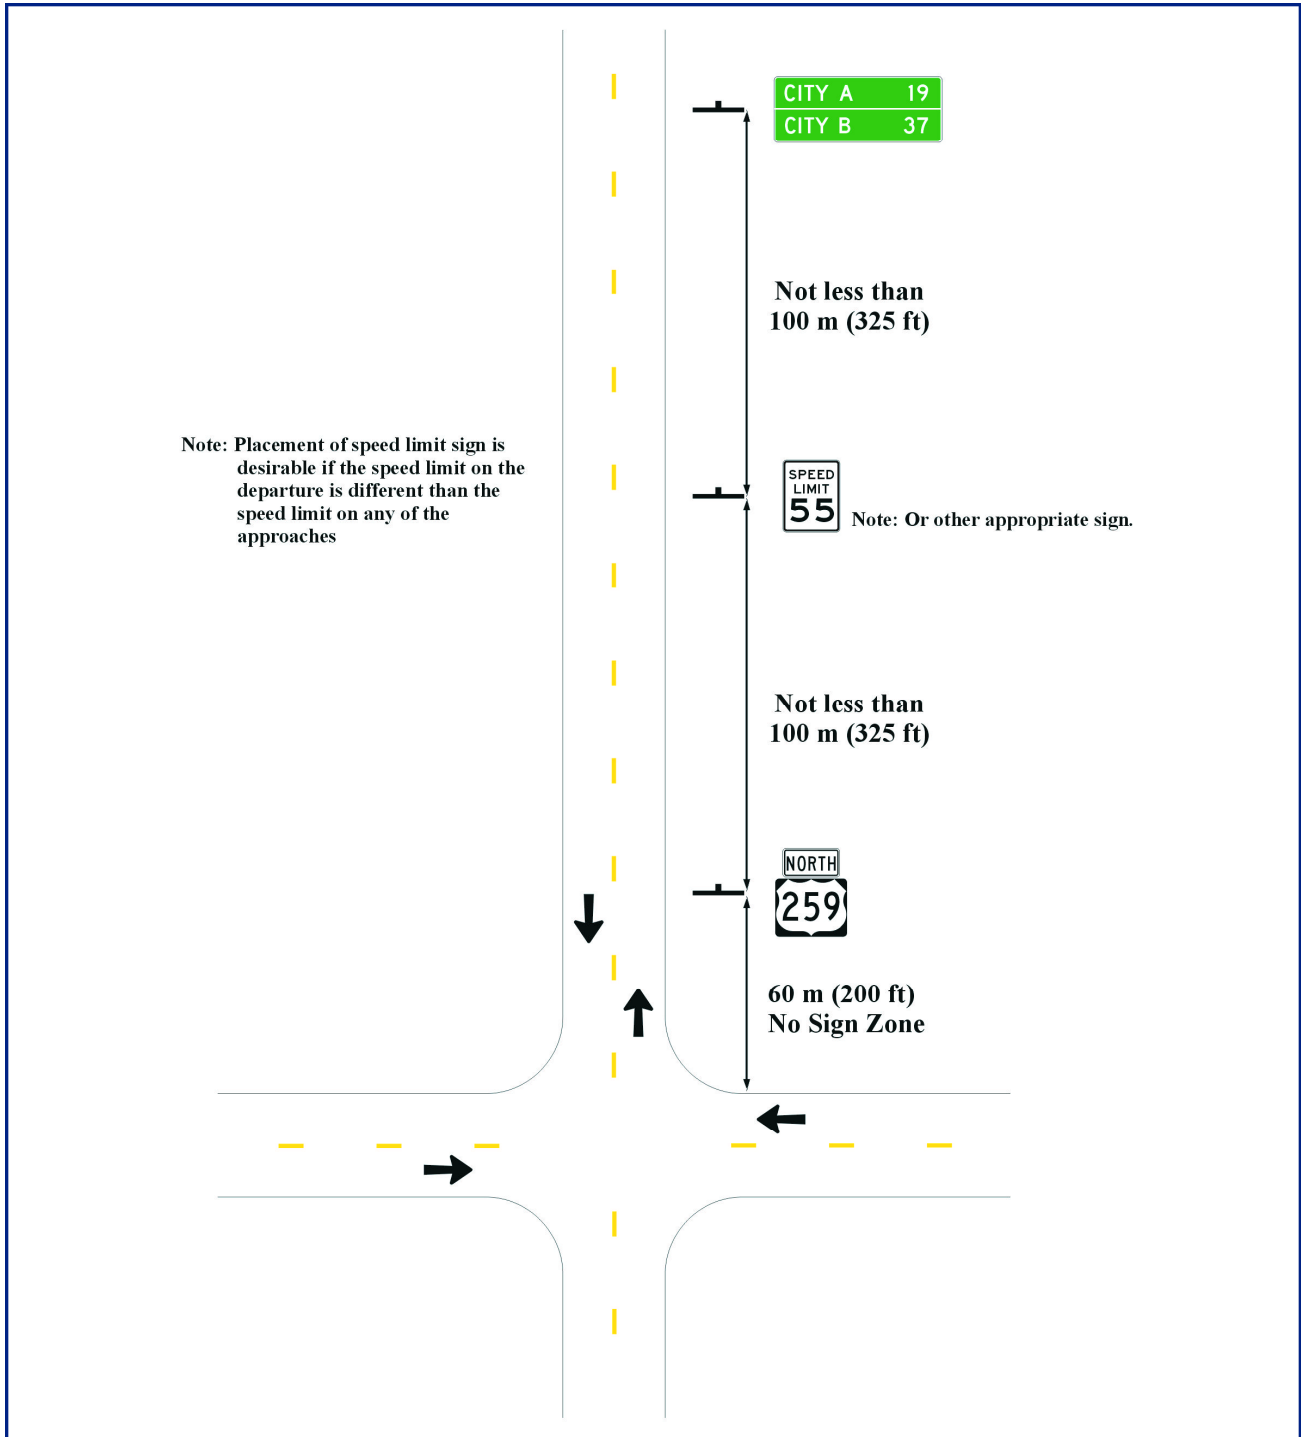 CITY A 19
CITY B 37
Not less than
100 m (325 ft)
Note: Placement of speed limit sign is
desirable if the speed limit on the
departure is different than the
speed limit on any of the
approaches
SPEED
LIMIT
55
Note: Or other appropriate sign.
Not less than
100 m (325 ft)
NORTH
259
60 m (200 ft)
No Sign Zone